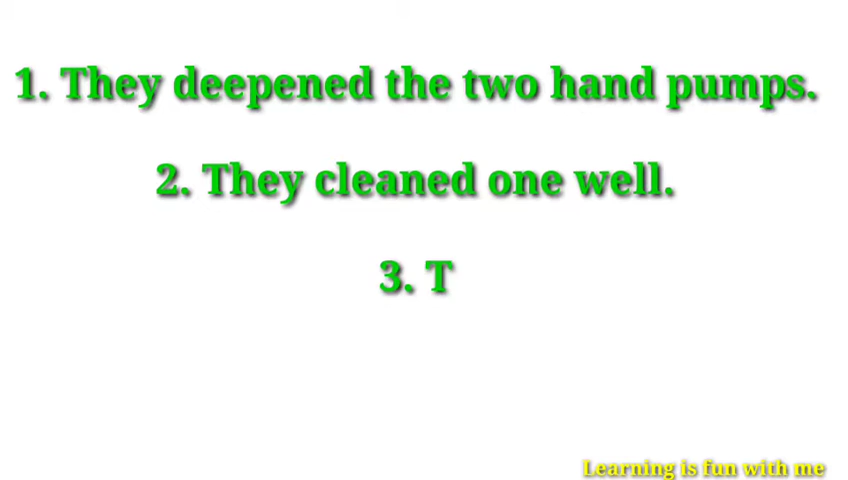 1. They deepened the two hand pumps.
2. They cleaned one well.
3. T
Learning is fun with me